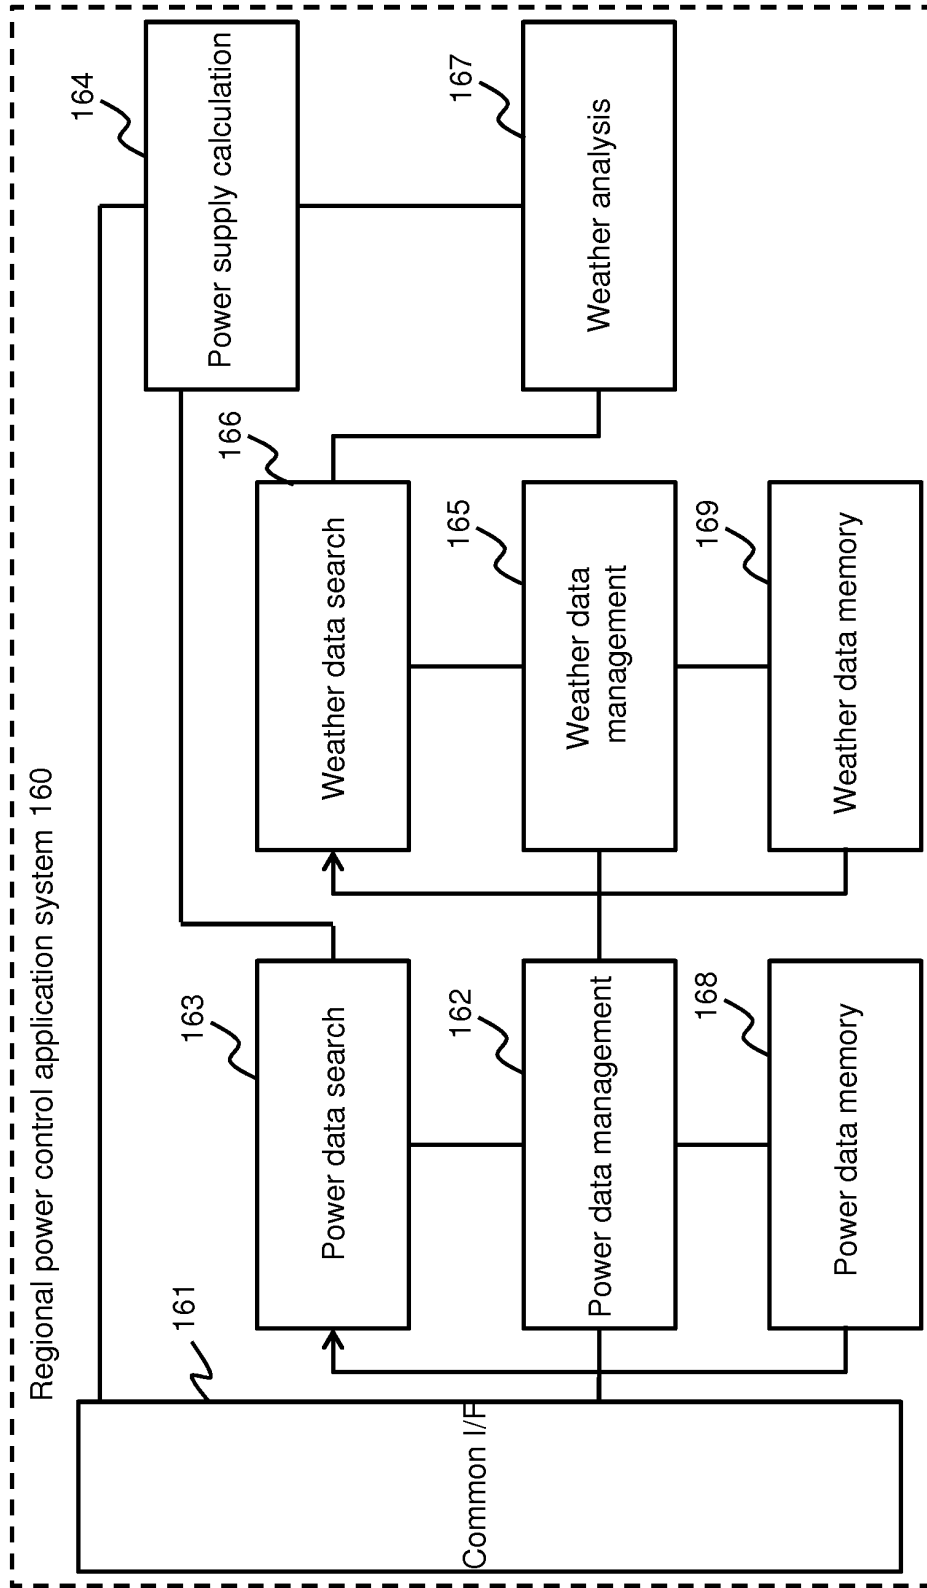 Regional power control application system 160
161
Common I/F
163
Power data search
162
Power data management
168
Power data memory
166
Weather data search
165
Weather data
management
169
Weather data memory
164
Power supply calculation
167
Weather analysis